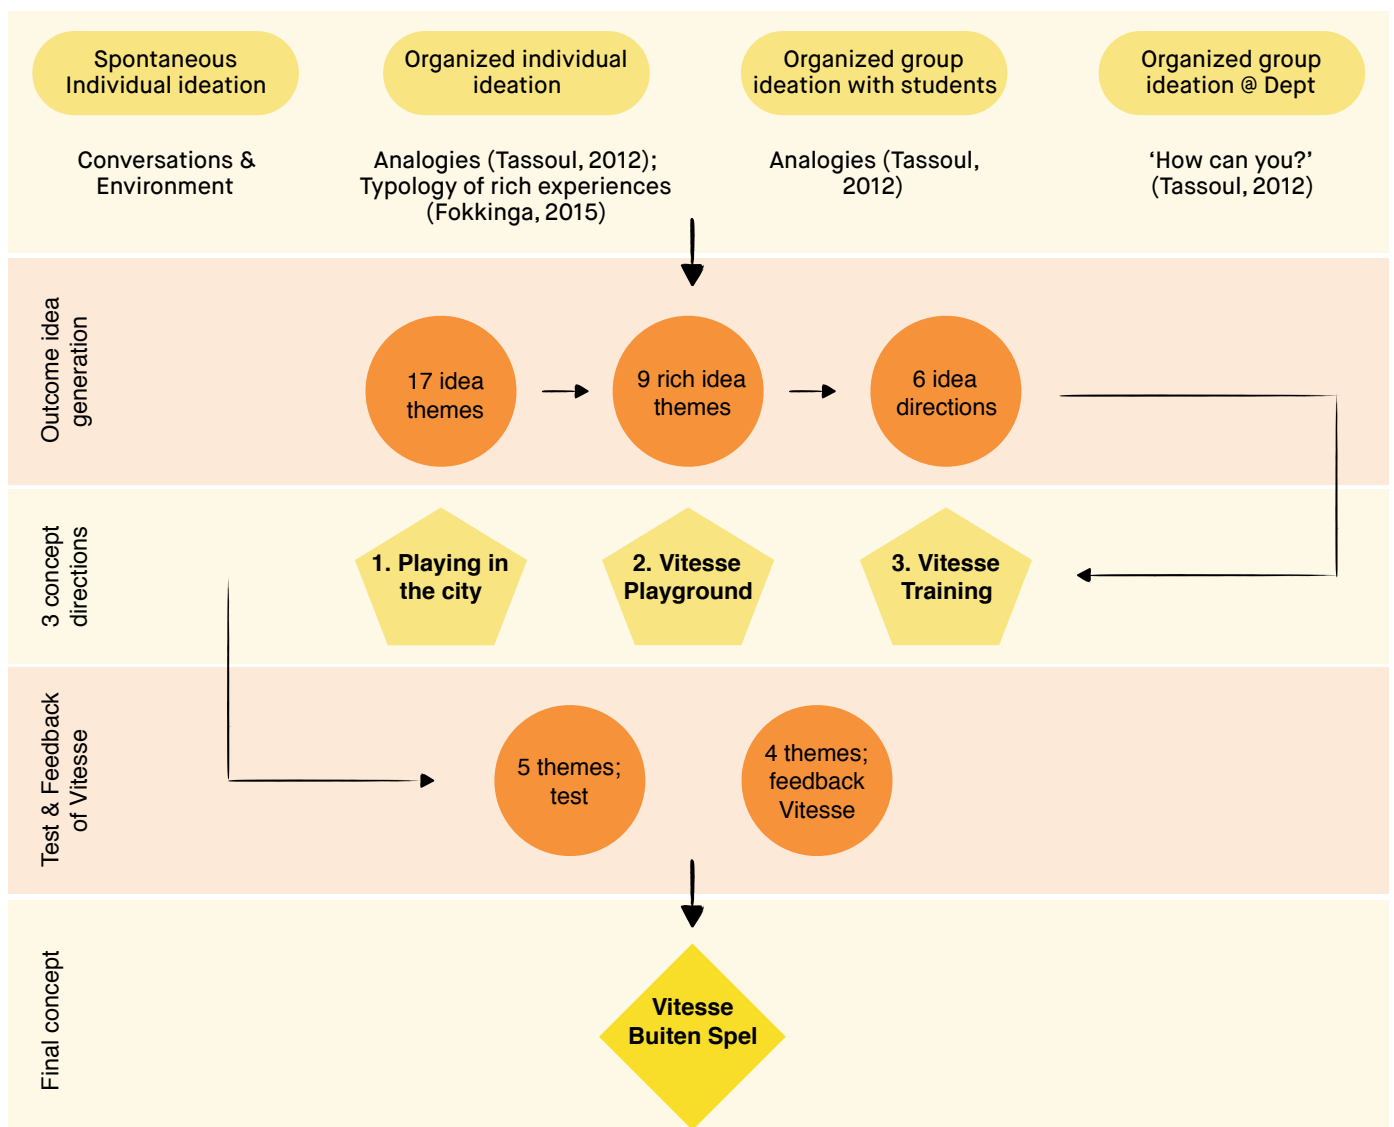 Spontaneous
Individual ideation
Organized individual
ideation
Organized group
ideation with students
Organized group
ideation @ Dept
Conversations &
Environment
Analogies (Tassoul, 2012);
Typology of rich experiences
(Fokkinga, 2015)
Analogies (Tassoul,
2012)
‘How can you?’
(Tassoul, 2012)
Outcome idea
generation
17 idea
themes
9 rich idea
themes
6 idea
directions
3 concept
directions
1. Playing in
the city
2. Vitesse
Playground
3. Vitesse
Training
Test & Feedback
of Vitesse
5 themes;
test
4 themes;
feedback
Vitesse
Final concept
Vitesse
Buiten Spel